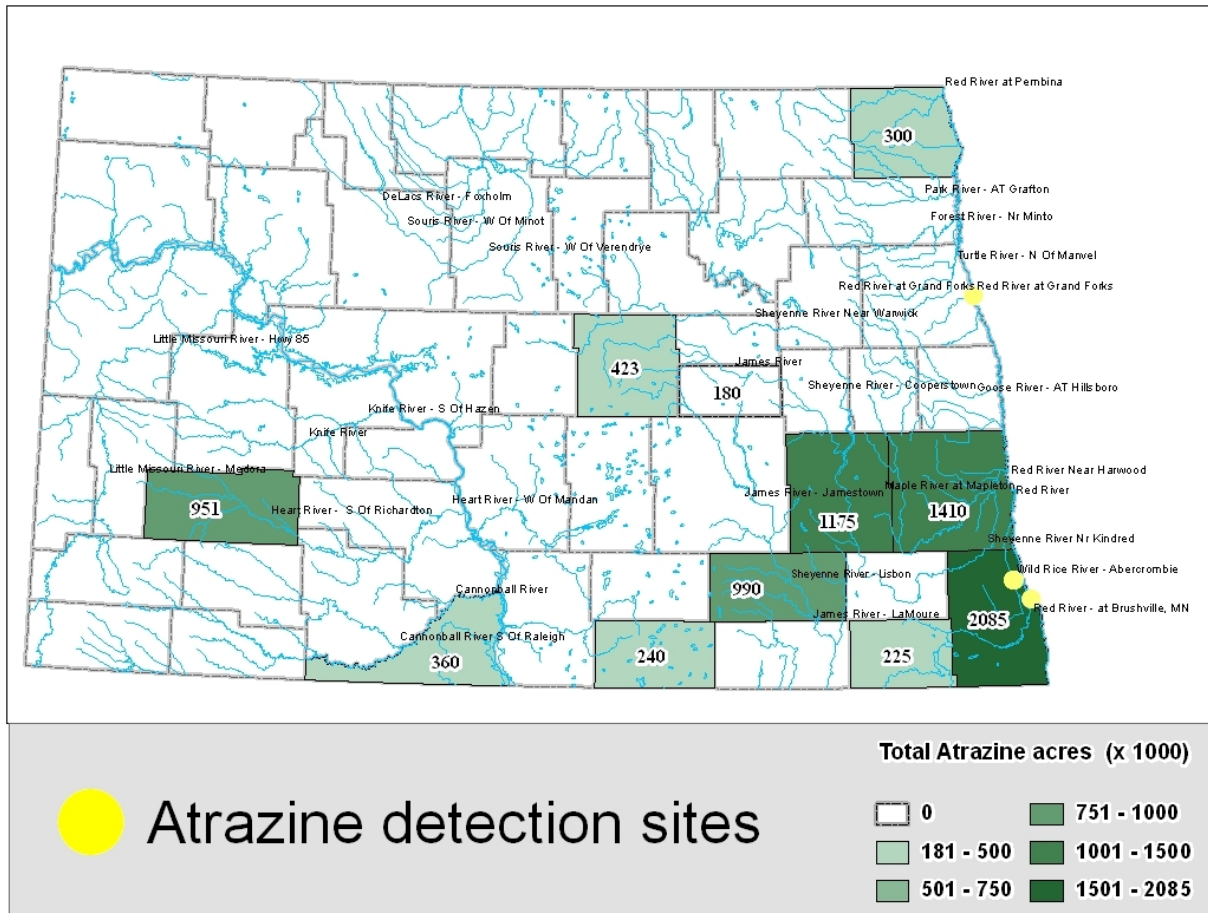 Red River at Pembina
300
Park River - AT Grafton
DeLacs River - Foxholm
Forest River - Nr Minto
Souris River - W Of Minot
Souris River - W Of Verendrye
Turtle River - N Of Manvel
Red River at Grand Forks Red River at Grand Forks
Sheyenne River Near Warwick
Little Missouri River - Hwy 85
James River
423
180
Sheyenne River - Cooperstown
Goose River - AT Hillsboro
Knife River - S Of Hazen
Knife River
Little Missouri River - Medora
Red River Near Harwood
Maple River at Mapleton
Red River
James River - Jamestown
Heart River - W Of Mandan
951
Heart River - S Of Richardton
1175
1410
Sheyenne River Nr Kindred
Wild Rice River - Abercrombie
Sheyenne River - Lisbon
990
Cannonball River
Red River - at Brushville, MN
James River - LaMoure
2085
Cannonball River S Of Raleigh
360
240
225
Total Atrazine acres (x 1000)
Atrazine detection sites
0
751 - 1000
181 - 500
1001 - 1500
501 - 750
1501 - 2085